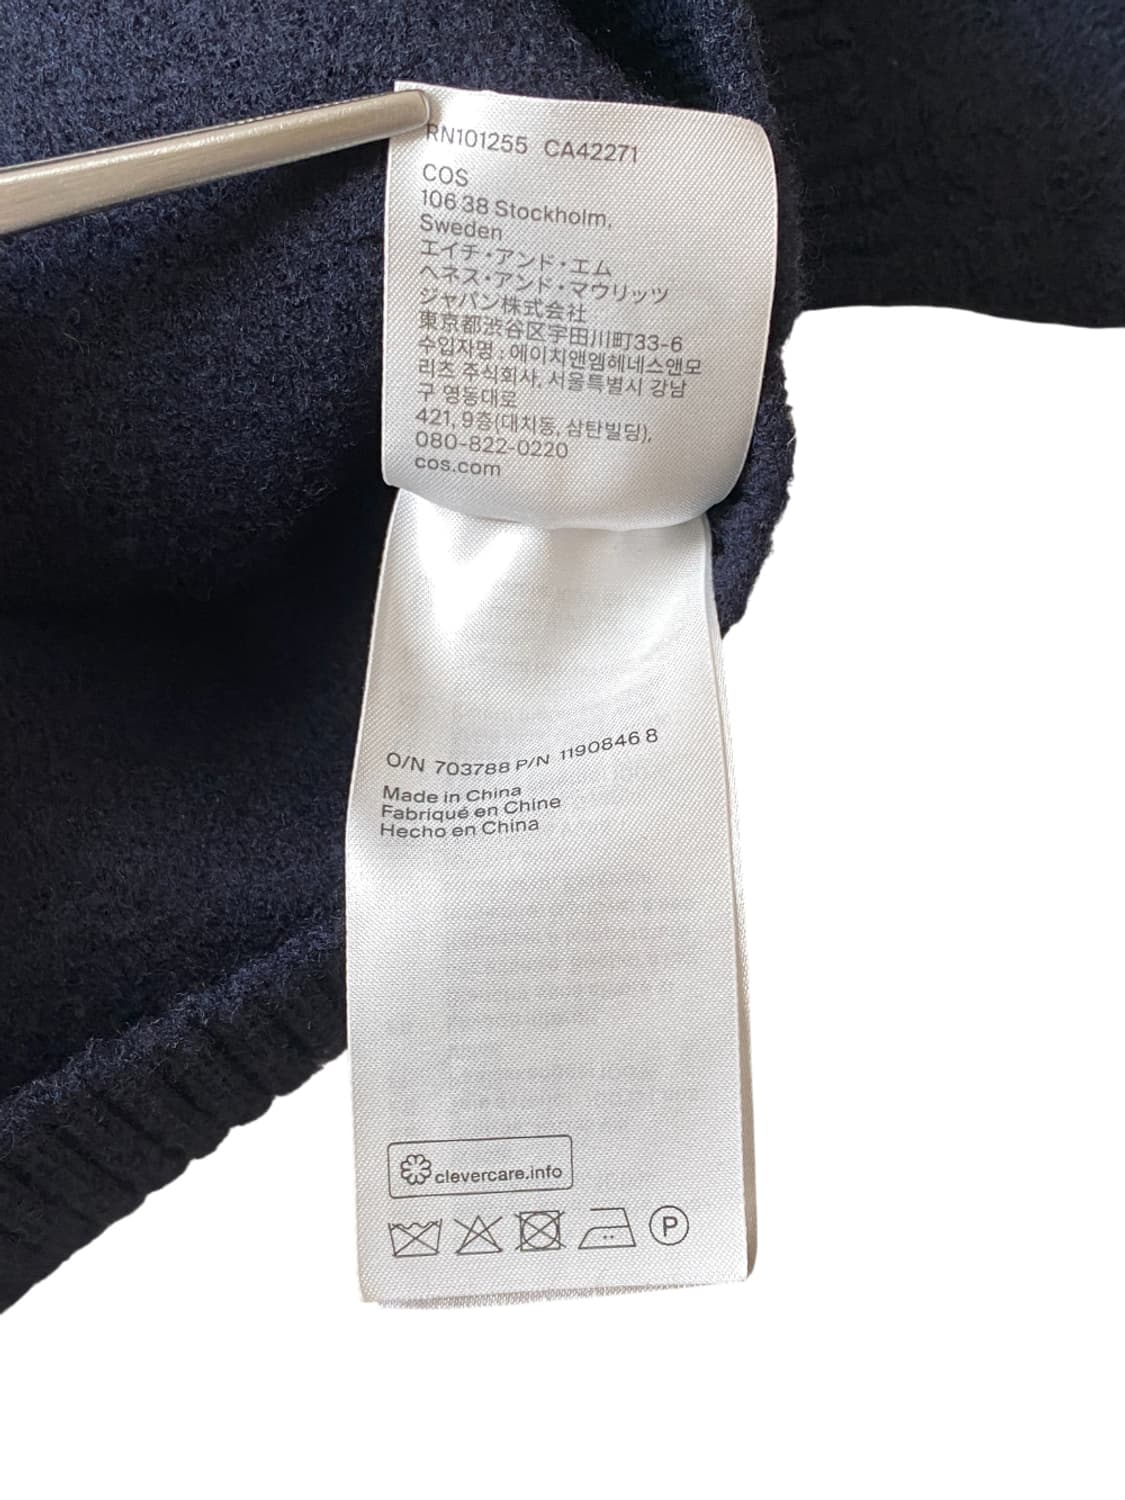 RN101255 CA42271
COS
106 38 Stockholm,
Sweden
エイチ・アンド・エム
ヘネス・アンド・マウリッツ
ジャパン株式会社
東京都渋谷区宇田川町33-6
수입자명 : 에이치앤엠헤네스앤모
리츠 주식회사, 서울특별시 강남
구 영동대로
421, 9층(대치동, 삼탄빌딩),
080-822-0220
cos.com
O/N 703788 P/N 1190846 8
Made in China
Fabriqué en Chine
Hecho en China
clevercare.info
P